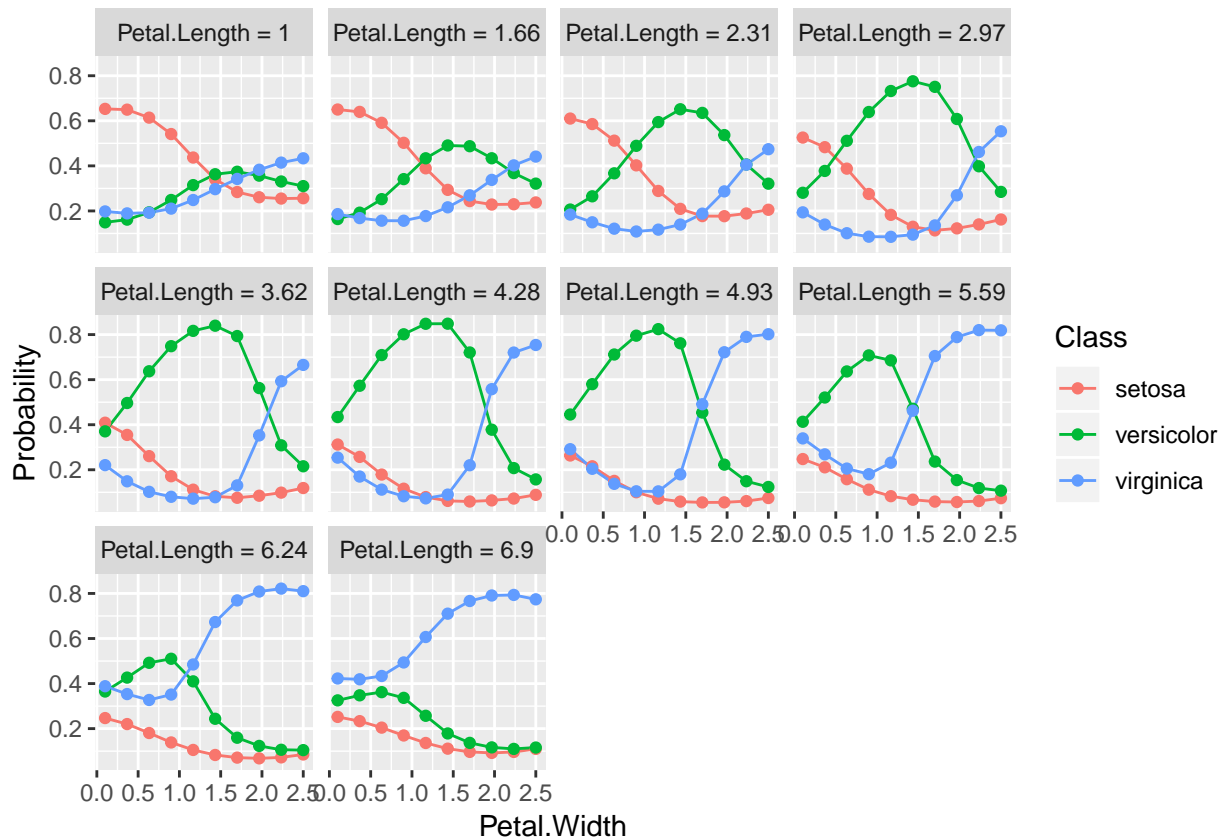 Petal.Length = 1 Petal.Length = 1.66 Petal.Length = 2.31 Petal.Length = 2.97
0.8
0.6
0.4
0.2
Petal.Length = 3.62 Petal.Length = 4.28 Petal.Length = 4.93 Petal.Length = 5.59
0.8
0.6
0.4
0.2
0.0 0.5 1.0 1.5 2.0 2.5 0.0 0.5 1.0 1.5 2.0 2.5
Petal.Length = 6.24 Petal.Length = 6.9
0.8
0.6
0.4
0.2
0.0 0.5 1.0 1.5 2.0 2.5 0.0 0.5 1.0 1.5 2.0 2.5
Petal.Width
Probability
Class
setosa
versicolor
virginica